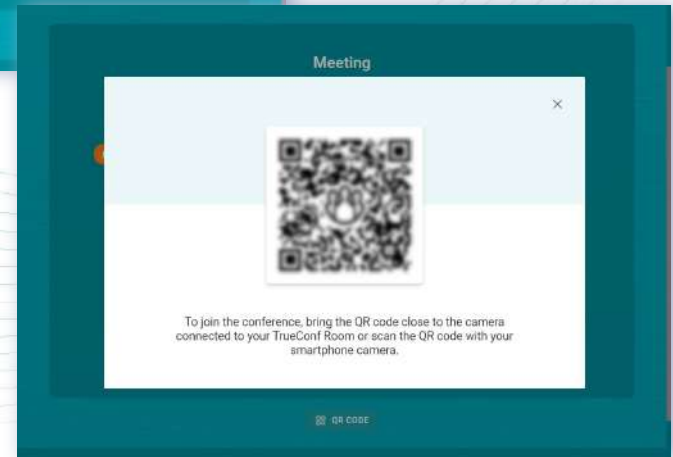 Meeting
To join the conference, bring the QR code close to the camera
connected to your TrueConf Room or scan the QR code with your
smartphone camera.
QR CODE